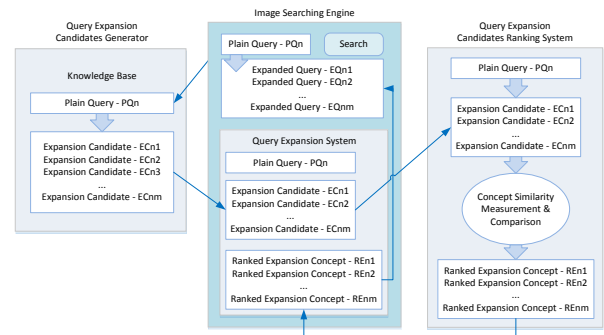 Query Expansion
Candidates Generator
Knowledge Base
Plain Query - PQn
Expansion Candidate - ECn1
Expansion Candidate - ECn2
Expansion Candidate - ECn3
...
Expansion Candidate - ECnm
Image Searching Engine
Plain Query - PQn
Search
Expanded Query - EQn1
Expanded Query - EQn2
...
Expanded Query - EQnm
Query Expansion System
Plain Query - PQn
Expansion Candidate - ECn1
Expansion Candidate - ECn2
...
Expansion Candidate - ECnm
Ranked Expansion Concept - REn1
Ranked Expansion Concept - REn2
...
Ranked Expansion Concept - REnm
Query Expansion
Candidates Ranking System
Plain Query - PQn
Expansion Candidate - ECn1
Expansion Candidate - ECn2
...
Expansion Candidate - ECnm
Concept Similarity
Measurement &
Comparison
Ranked Expansion Concept - REn1
Ranked Expansion Concept - REn2
...
Ranked Expansion Concept - REnm